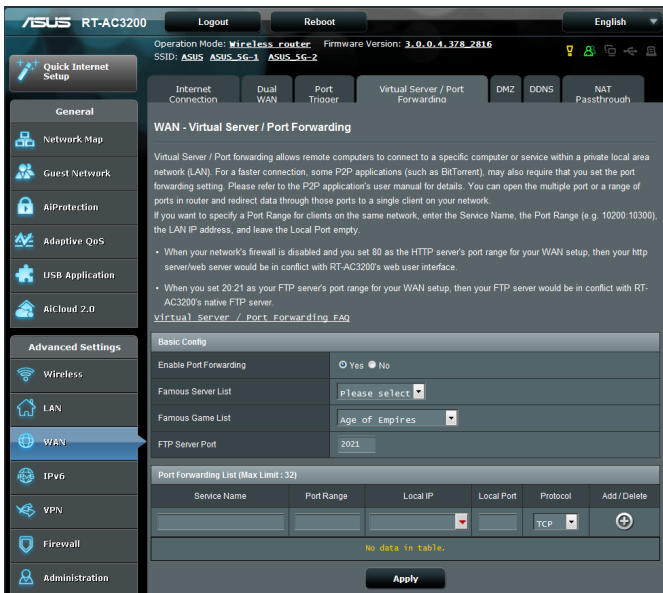 ASUS RT-AC3200 Logout Reboot English
Operation Mode: Wireless router Firmware Version: 3.0.0.4.378_2816
SSID: ASUS ASUS_5G-1 ASUS_5G-2
Quick Internet
Setup
General
Network Map
Guest Network
AiProtection
Adaptive QoS
USB Application
AiCloud 2.0
Advanced Settings
Wireless
LAN
WAN
IPv6
VPN
Firewall
Administration
Internet
Connection
Dual
WAN
Port
Trigger
Virtual Server / Port
Forwarding
DMZ
DDNS
NAT
Passthrough
WAN - Virtual Server / Port Forwarding
Virtual Server / Port forwarding allows remote computers to connect to a specific computer or service within a private local area
network (LAN). For a faster connection, some P2P applications (such as BitTorrent), may also require that you set the port
forwarding setting. Please refer to the P2P application's user manual for details. You can open the multiple port or a range of
ports in router and redirect data through those ports to a single client on your network.
If you want to specify a Port Range for clients on the same network, enter the Service Name, the Port Range (e.g. 10200:10300),
the LAN IP address, and leave the Local Port empty.
• When your network's firewall is disabled and you set 80 as the HTTP server's port range for your WAN setup, then your http
server/web server would be in conflict with RT-AC3200's web user interface.
• When you set 20:21 as your FTP server's port range for your WAN setup, then your FTP server would be in conflict with RT-
AC3200's native FTP server.
Virtual Server / Port Forwarding FAQ
Basic Config
Enable Port Forwarding Yes No
Famous Server List Please select
Famous Game List Age of Empires
FTP Server Port 2021
Port Forwarding List (Max Limit : 32)
Service Name Port Range Local IP Local Port Protocol Add / Delete
TCP
No data in table.
Apply